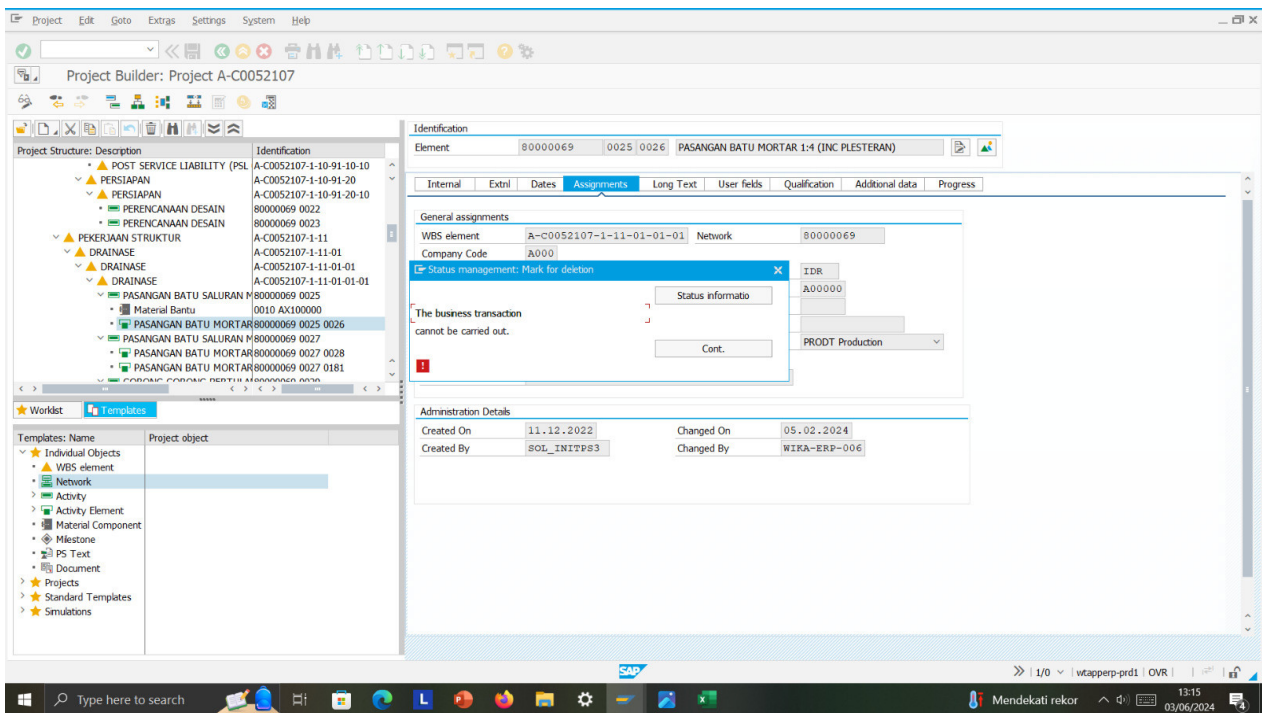 Project Edit Goto Extras Settings System Help
Project Builder: Project A-C0052107
Project Structure: Description Identification
POST SERVICE LIABILITY (PSL A-C0052107-1-10-91-10-10
PERSIAPAN A-C0052107-1-10-91-20
PERSIAPAN A-C0052107-1-10-91-20-10
PERENCANAAN DESAIN 80000069 0022
PERENCANAAN DESAIN 80000069 0023
PEKERJAAN STRUKTUR A-C0052107-1-11
DRAINASE A-C0052107-1-11-01
DRAINASE A-C0052107-1-11-01-01
DRAINASE A-C0052107-1-11-01-01-01
PASANGAN BATU SALURAN M 80000069 0025
Material Bantu 0010 AX100000
PASANGAN BATU MORTAR 80000069 0025 0026
PASANGAN BATU SALURAN M 80000069 0027
PASANGAN BATU MORTAR 80000069 0027 0028
PASANGAN BATU MORTAR 80000069 0027 0181
Worklist Templates
Templates: Name Project object
Individual Objects
WBS element
Network
Activity
Activity Element
Material Component
Milestone
PS Text
Document
Projects
Standard Templates
Simulations
Identification
Element 80000069 0025 0026 PASANGAN BATU MORTAR 1:4 (INC PLESTERAN)
Internal Extnl Dates Assignments Long Text User fields Qualification Additional data Progress
General assignments
WBS element A-C0052107-1-11-01-01-01 Network 80000069
Company Code A000
IDR
A00000
PRODT Production
Status management: Mark for deletion
Status informatio
The business transaction
cannot be carried out.
Cont.
Administration Details
Created On 11.12.2022 Changed On 05.02.2024
Created By SOL_INITPS3 Changed By WIKA-ERP-006
SAP
1/0 wtapperp-prd1 OVR
Type here to search
L
Mendekati rekor
13:15
03/06/2024
4